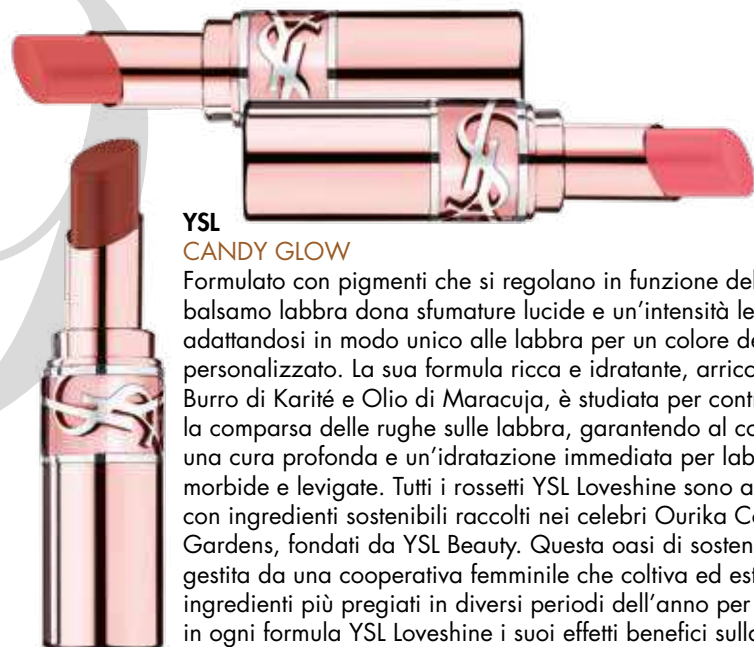 YSL
CANDY GLOW
Formulato con pigmenti che si regolano in funzione del
balsamo labbra dona sfumature lucide e un’intensità le
adattandosi in modo unico alle labbra per un colore de
personalizzato. La sua formula ricca e idratante, arricc
Burro di Karité e Olio di Maracuja, è studiata per cont
la comparsa delle rughe sulle labbra, garantendo al co
una cura profonda e un’idratazione immediata per lab
morbide e levigate. Tutti i rossetti YSL Loveshine sono a
con ingredienti sostenibili raccolti nei celebri Ourika Co
Gardens, fondati da YSL Beauty. Questa oasi di sosten
gestita da una cooperativa femminile che coltiva ed est
ingredienti più pregiati in diversi periodi dell’anno per
in ogni formula YSL Loveshine i suoi effetti benefici sulla